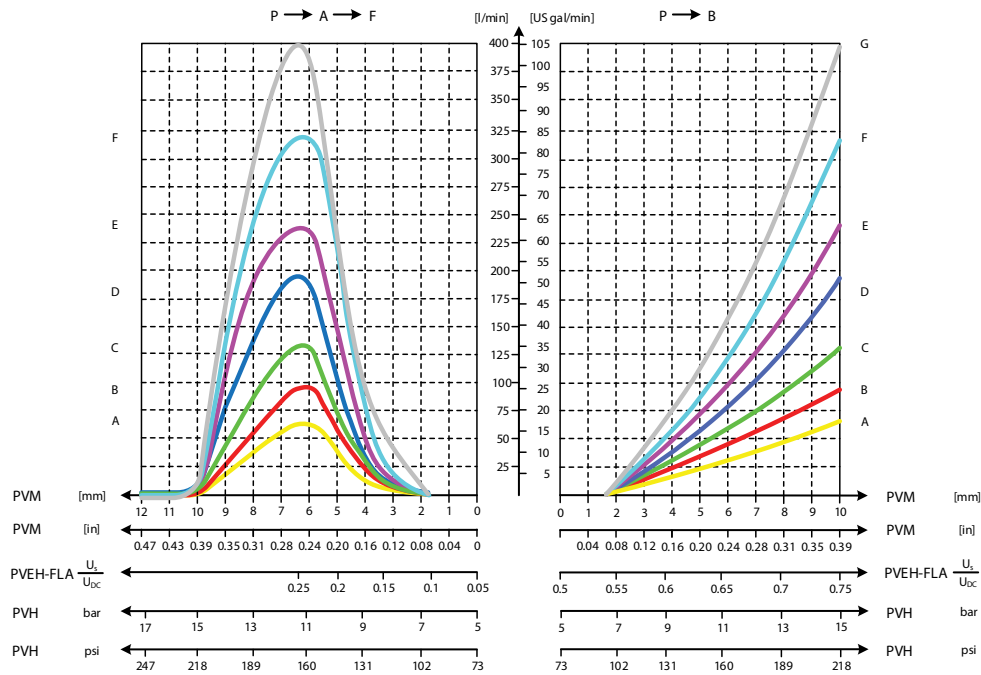 P → A → F
[l/min]
[US gal/min]
P → B
400
375
350
325
300
275
250
225
200
175
150
125
100
75
50
25
105
100
95
90
85
80
75
70
65
60
55
50
45
40
35
30
25
20
15
10
5
F
E
D
C
B
A
G
F
E
D
C
B
A
PVM [mm] 12 11 10 9 8 7 6 5 4 3 2 1 0
0 1 2 3 4 5 6 7 8 9 10 PVM [mm]
PVM [in] 0.47 0.43 0.39 0.35 0.31 0.28 0.24 0.20 0.16 0.12 0.08 0.04 0
0.04 0.08 0.12 0.16 0.20 0.24 0.28 0.31 0.35 0.39 PVM [in]
PVEH-FLA Us/UDC 0.25 0.2 0.15 0.1 0.05
0.5 0.55 0.6 0.65 0.7 0.75 PVEH-FLA Us/UDC
PVH bar 17 15 13 11 9 7 5
5 7 9 11 13 15 PVH bar
PVH psi 247 218 189 160 131 102 73
73 102 131 160 189 218 PVH psi